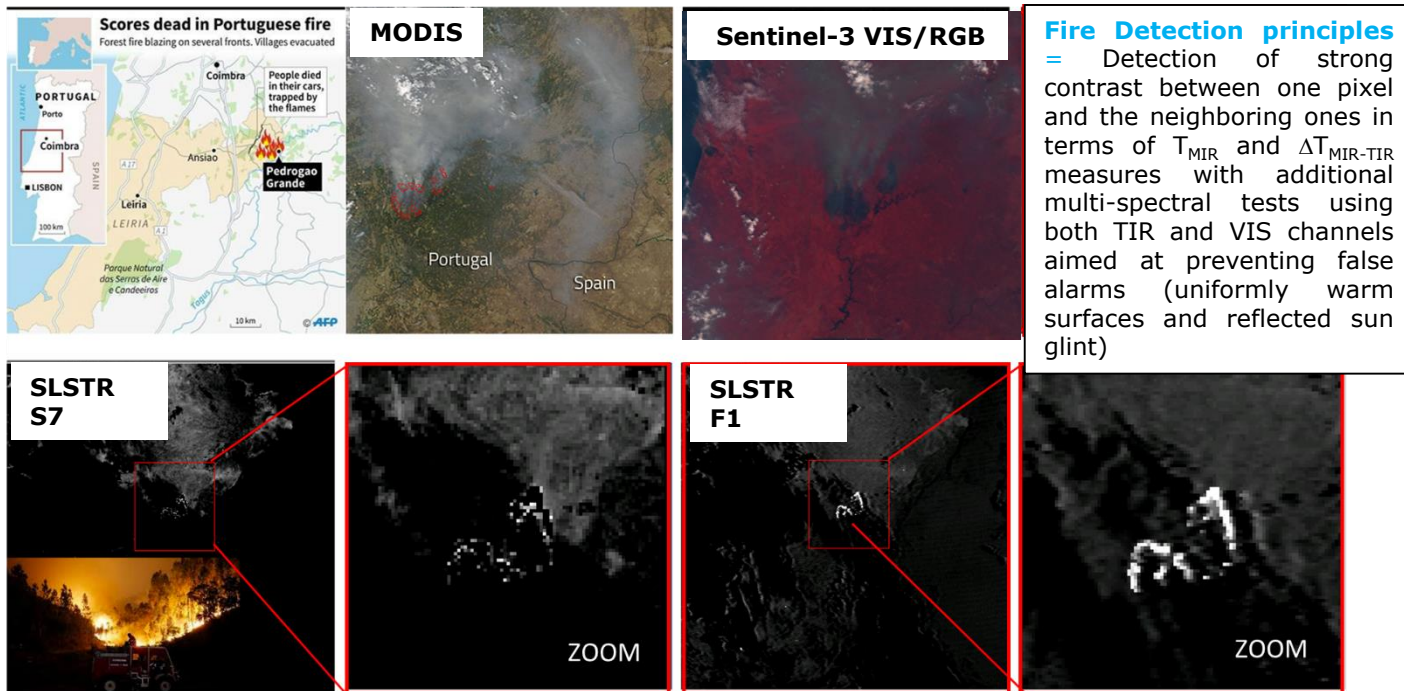 Scores dead in Portuguese fire
Forest fire blazing on several fronts. Villages evacuated
ATLANTIC
PORTUGAL
Porto
Coimbra
SPAIN
LISBON
100 km
Coimbra
People died
in their cars,
trapped by
the flames
Ansiao
Pedrogao
Grande
A 17
Leiria
LEIRIA
A 1
Parque Natural
das Serras de Aire
e Candeeiros
Tagus
10 km
© AFP
MODIS
Portugal
Spain
Sentinel-3 VIS/RGB
Fire Detection principles
= Detection of strong
contrast between one pixel
and the neighboring ones in
terms of TMIR and ΔTMIR-TIR
measures with additional
multi-spectral tests using
both TIR and VIS channels
aimed at preventing false
alarms (uniformly warm
surfaces and reflected sun
glint)
SLSTR
S7
ZOOM
SLSTR
F1
ZOOM